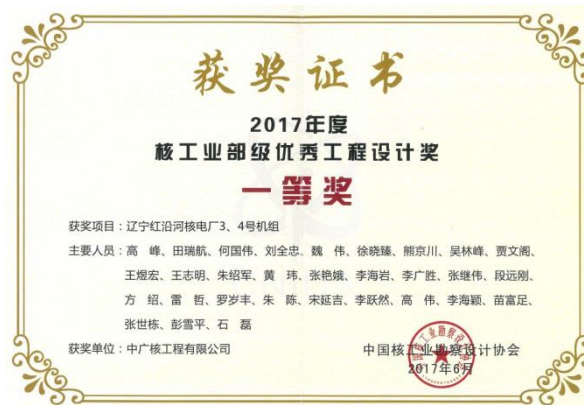 获奖证书
2017年度
核工业部级优秀工程设计奖
一等奖
获奖项目：辽宁红沿河核电厂3、4号机组
主要人员：高 峰、田瑞航、何国伟、刘全忠、魏 伟、徐晓臻、熊京川、吴林峰、贾文阁、
王煜宏、王志明、朱绍军、黄 玮、张艳娥、李海岩、李广胜、张继伟、段远刚、
方 绍、雷 哲、罗岁丰、朱 陈、宋延吉、李跃然、高 伟、李海颖、苗富足、
张世栋、彭雪平、石 磊
获奖单位：中广核工程有限公司
中国核工业勘察设计协会
2017年6月